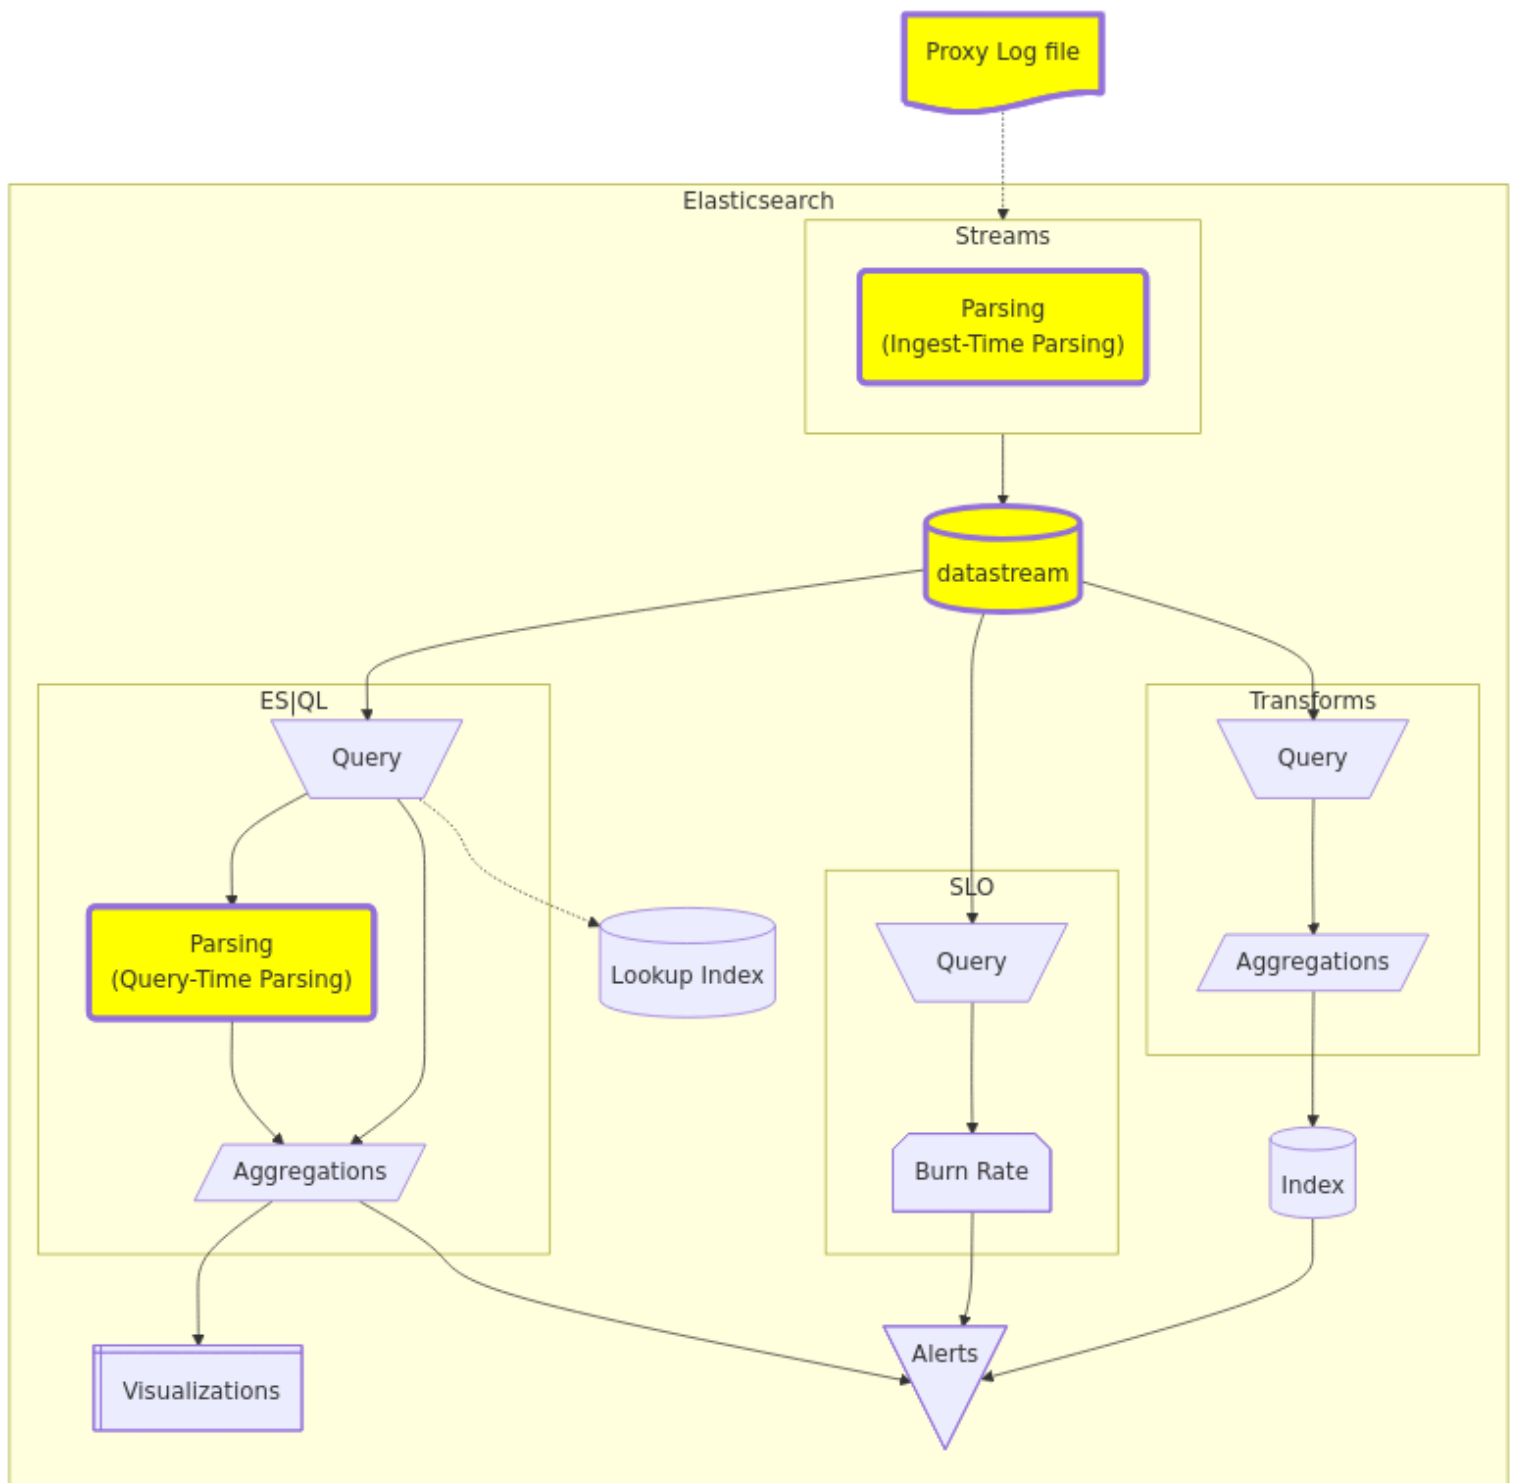 Proxy Log file
Elasticsearch
Streams
Parsing
(Ingest-Time Parsing)
datastream
ES|QL
Transforms
Query
Query
SLO
Parsing
(Query-Time Parsing)
Lookup Index
Query
Aggregations
Aggregations
Burn Rate
Index
Alerts
Visualizations